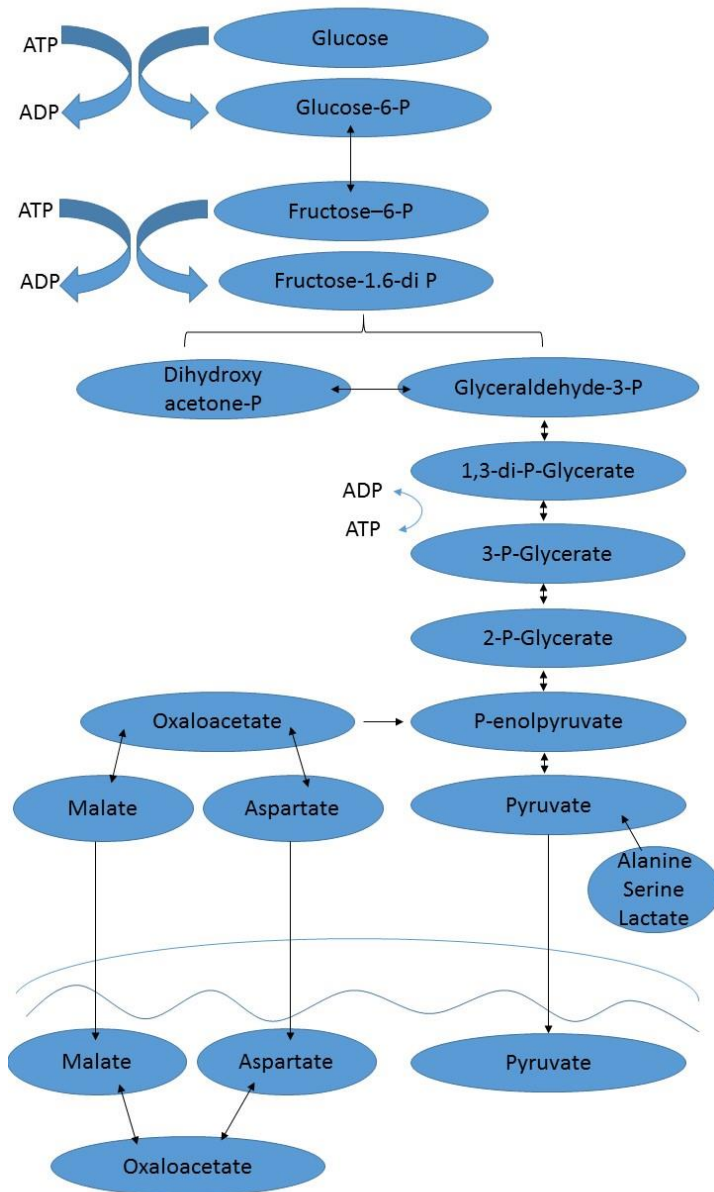 ATP
Glucose
ADP
Glucose-6-P
ATP
Fructose–6-P
ADP
Fructose-1.6-di P
Dihydroxy
acetone-P
Glyceraldehyde-3-P
1,3-di-P-Glycerate
ADP
ATP
3-P-Glycerate
2-P-Glycerate
Oxaloacetate
P-enolpyruvate
Malate
Aspartate
Pyruvate
Alanine
Serine
Lactate
Malate
Aspartate
Pyruvate
Oxaloacetate